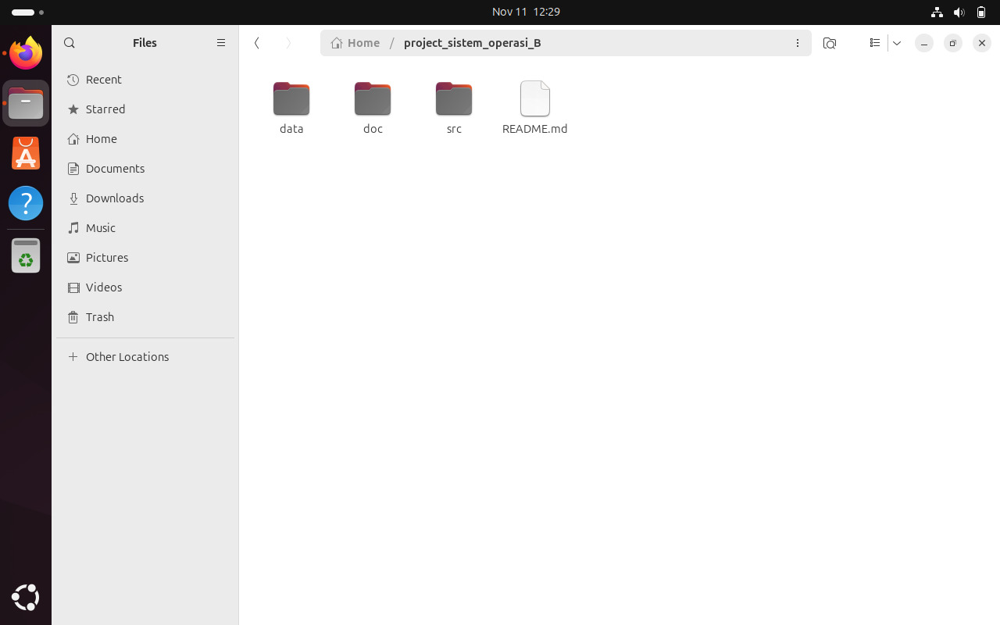 Nov 11 12:29
Files
Home / project_sistem_operasi_B
Recent
Starred
Home
Documents
Downloads
Music
Pictures
Videos
Trash
Other Locations
data
doc
src
README.md